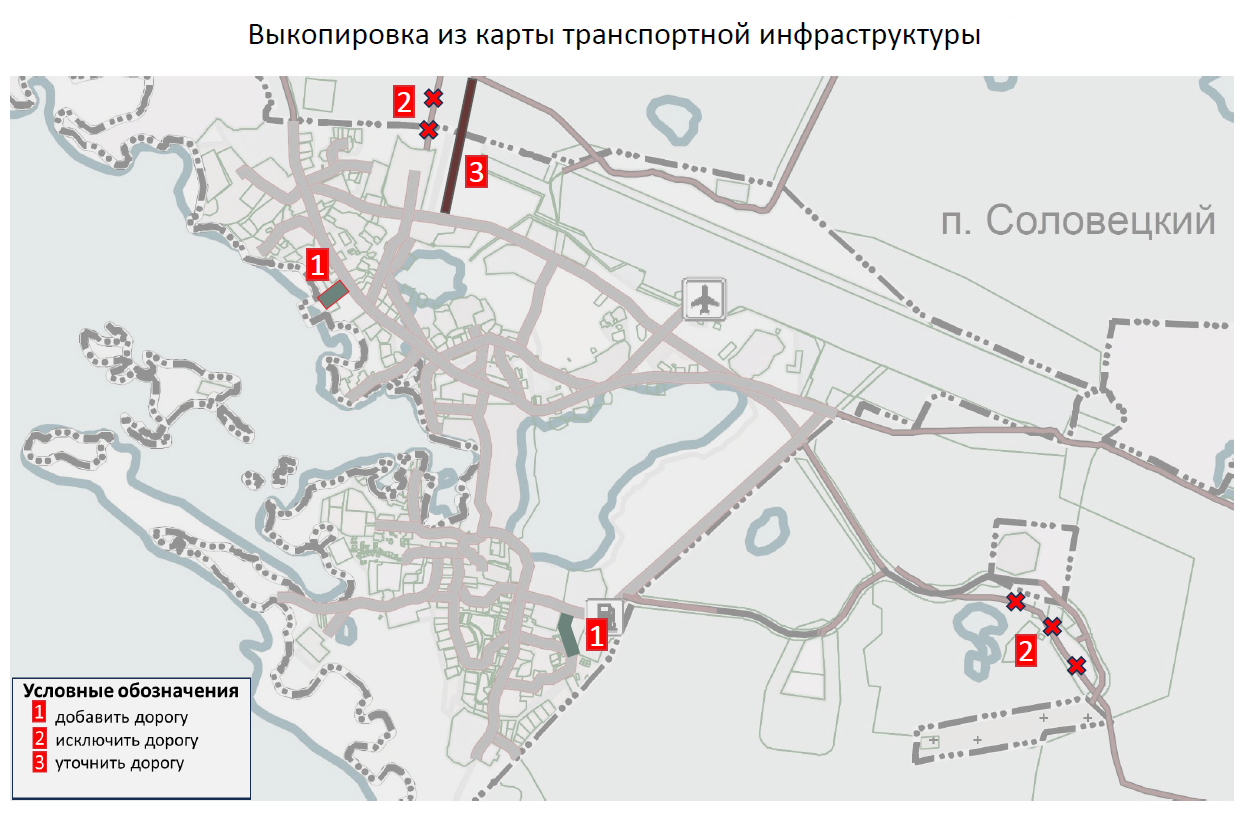 Выкопировка из карты транспортной инфраструктуры
2
3
п. Соловецкий
1
1
2
Условные обозначения
1 добавить дорогу
2 исключить дорогу
3 уточнить дорогу